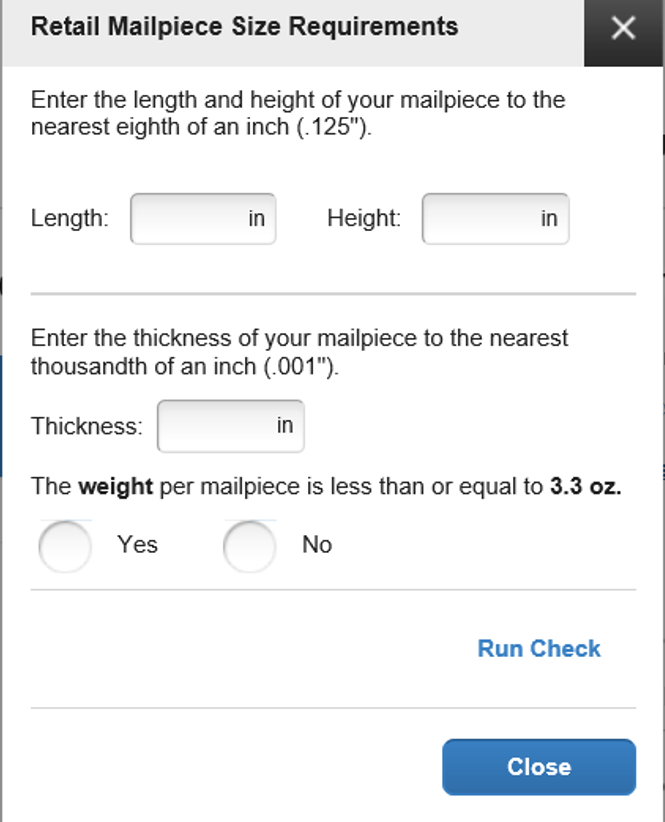 Retail Mailpiece Size Requirements
Enter the length and height of your mailpiece to the
nearest eighth of an inch (.125").
Length: in Height: in
Enter the thickness of your mailpiece to the nearest
thousandth of an inch (.001").
Thickness: in
The weight per mailpiece is less than or equal to 3.3 oz.
Yes No
Run Check
Close